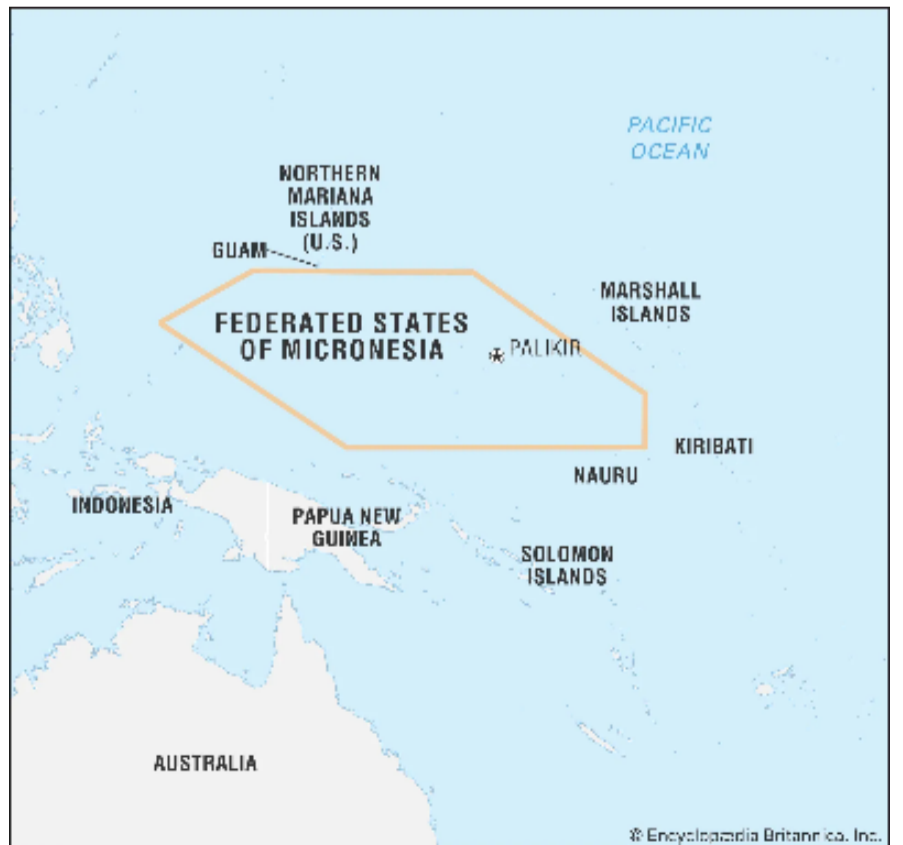 PACIFIC
OCEAN
NORTHERN
MARIANA
ISLANDS
(U.S.)
GUAM
MARSHALL
ISLANDS
FEDERATED STATES
OF MICRONESIA
PALIKIR
KIRIBATI
NAURU
INDONESIA
PAPUA NEW
GUINEA
SOLOMON
ISLANDS
AUSTRALIA
© Encyclopædia Britannica, Inc.